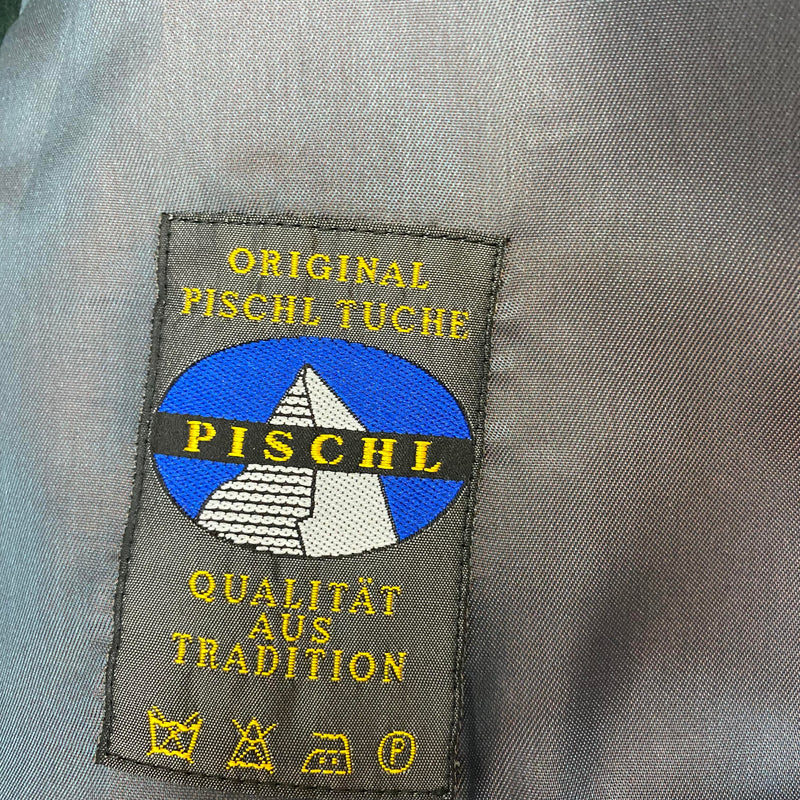 ORIGINAL
PISCHL TUCHE
PISCHL
QUALITÄT
AUS
TRADITION
P